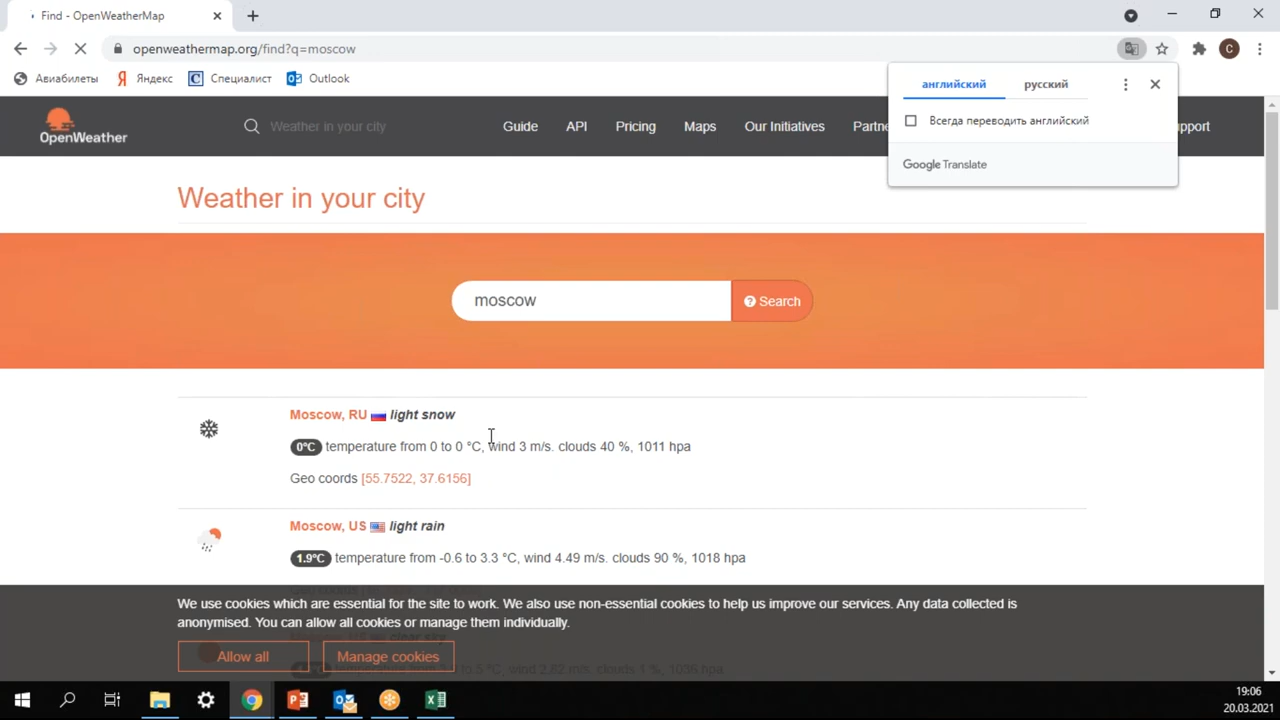 Find - OpenWeatherMap
openweathermap.org/find?q=moscow
C
Авиабилеты
Яндекс
Специалист
Outlook
английский
русский
Всегда переводить английский
Google Translate
OpenWeather
Weather in your city
Guide
API
Pricing
Maps
Our Initiatives
Weather in your city
moscow
Search
Moscow, RU light snow
0°C temperature from 0 to 0 °C, wind 3 m/s. clouds 40 %, 1011 hpa
Geo coords [55.7522, 37.6156]
Moscow, US light rain
1.9°C temperature from -0.6 to 3.3 °C, wind 4.49 m/s. clouds 90 %, 1018 hpa
We use cookies which are essential for the site to work. We also use non-essential cookies to help us improve our services. Any data collected is
anonymised. You can allow all cookies or manage them individually.
Allow all
Manage cookies
19:06
20.03.2021